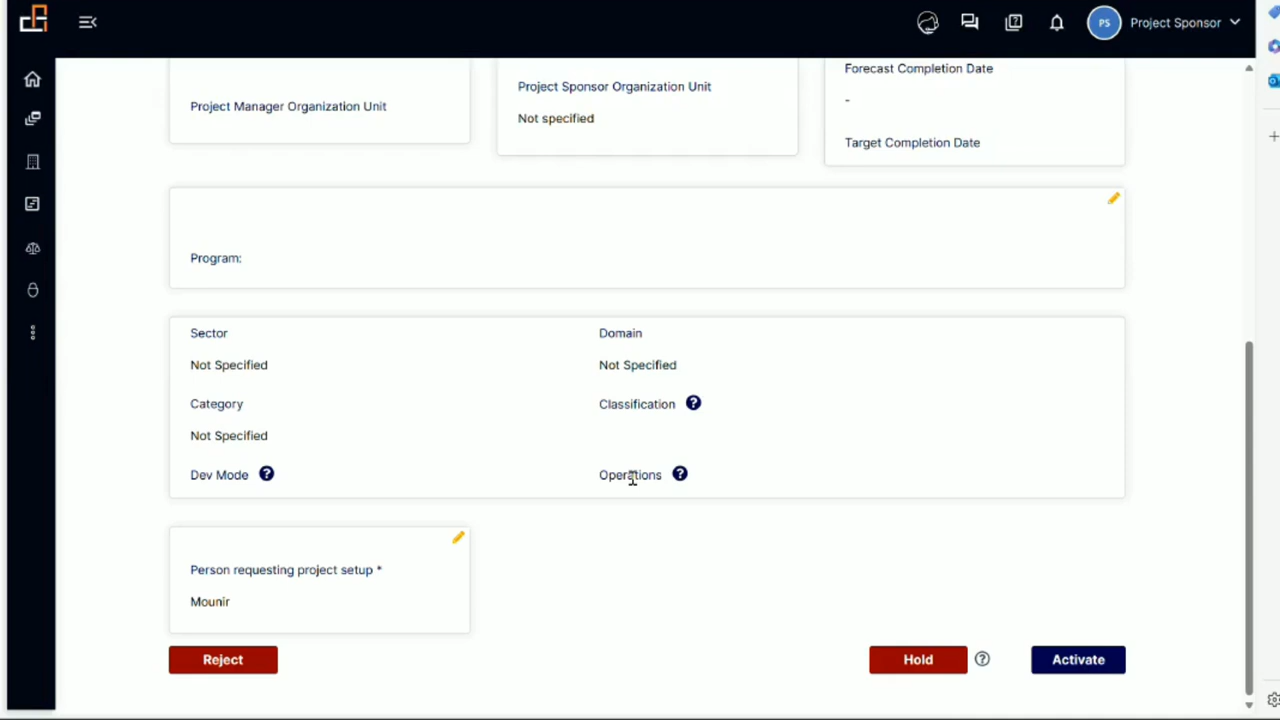 PS Project Sponsor
Project Manager Organization Unit
Project Sponsor Organization Unit
Not specified
Forecast Completion Date
-
Target Completion Date
Program:
Sector
Not Specified
Domain
Not Specified
Category
Not Specified
Classification ?
Dev Mode ?
Operations ?
Person requesting project setup *
Mounir
Reject
Hold ?
Activate